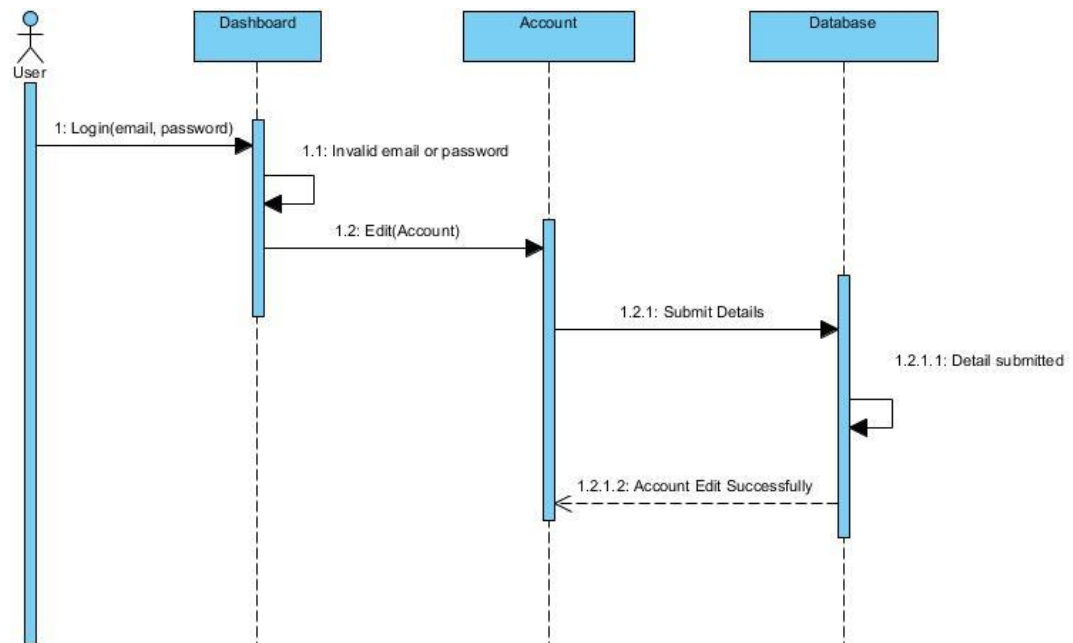 Dashboard
Account
Database
User
1: Login(email, password)
1.1: Invalid email or password
1.2: Edit(Account)
1.2.1: Submit Details
1.2.1.1: Detail submitted
1.2.1.2: Account Edit Successfully